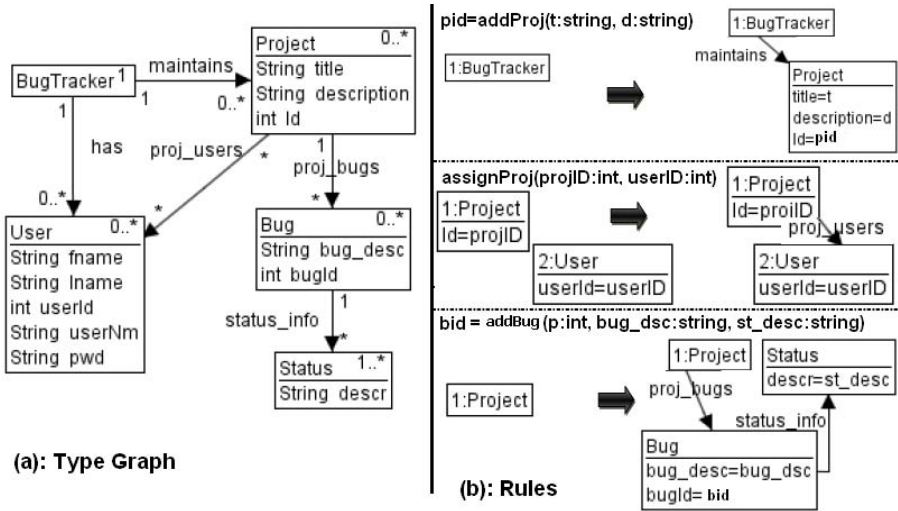 Project 0..*
String title
String description
int Id
BugTracker 1
maintains
1
0..*
1
has
0..*
proj_users
*
*
1
proj_bugs
*
User 0..*
String fname
String lname
int userId
String userNm
String pwd
Bug 0..*
String bug_desc
int bugId
1
status_info
*
Status 1..*
String descr
(a): Type Graph
pid=addProj(t:string, d:string)
1:BugTracker
1:BugTracker
maintains
Project
title=t
description=d
Id=pid
assignProj(projID:int, userID:int)
1:Project
Id=projID
2:User
userId=userID
1:Project
Id=projID
proj_users
2:User
userId=userID
bid = addBug (p:int, bug_dsc:string, st_desc:string)
1:Project
1:Project
proj_bugs
Status
descr=st_desc
status_info
Bug
bug_desc=bug_dsc
bugId= bid
(b): Rules